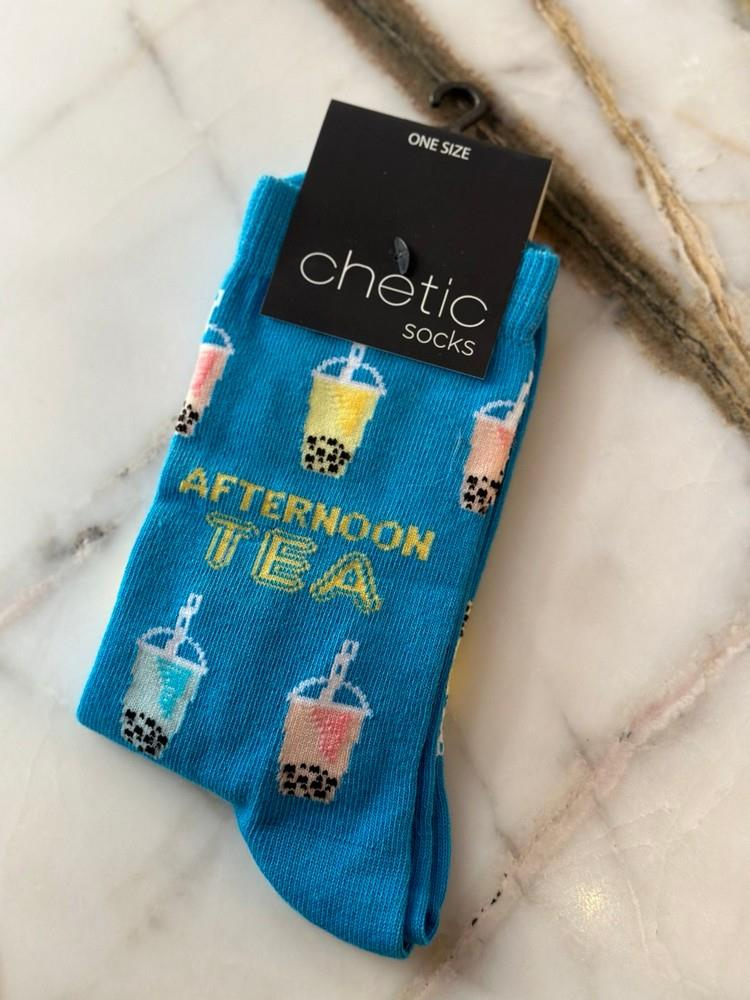 ONE SIZE
chetic
socks
AFTERNOON
TEA